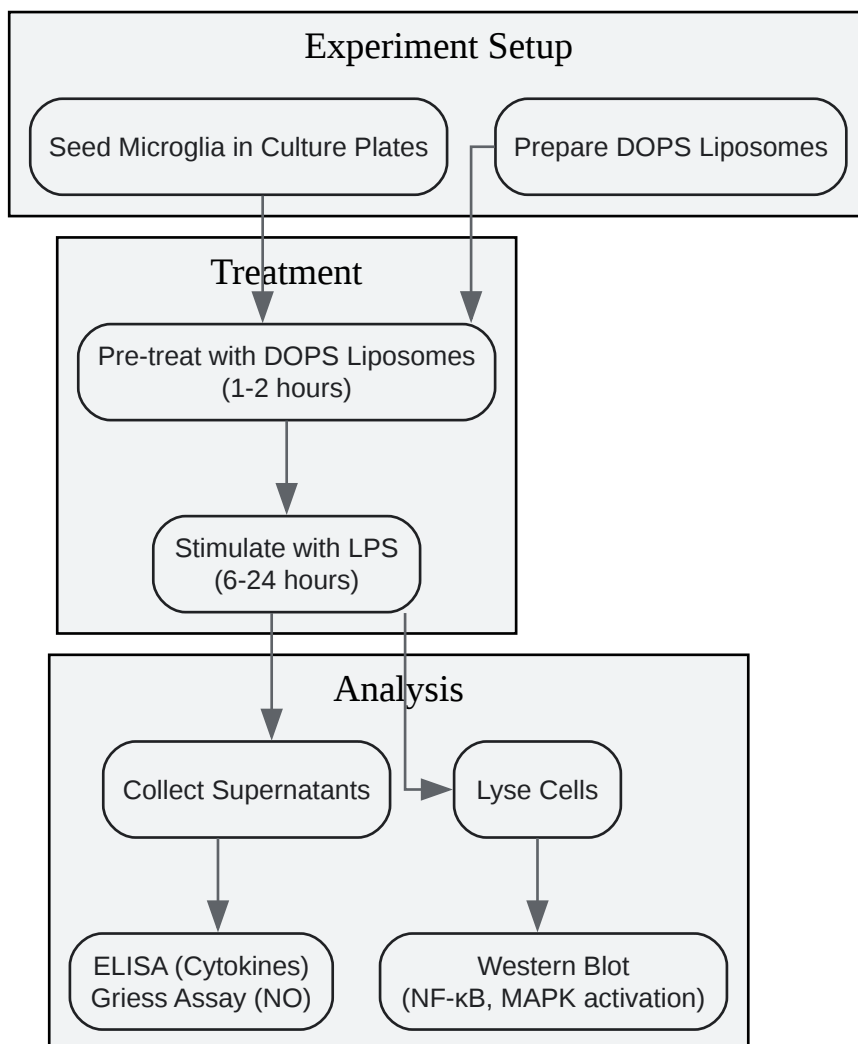 Experiment Setup
Seed Microglia in Culture Plates
Prepare DOPS Liposomes
Treatment
Pre-treat with DOPS Liposomes
(1-2 hours)
Stimulate with LPS
(6-24 hours)
Analysis
Collect Supernatants
Lyse Cells
ELISA (Cytokines)
Griess Assay (NO)
Western Blot
(NF-κB, MAPK activation)